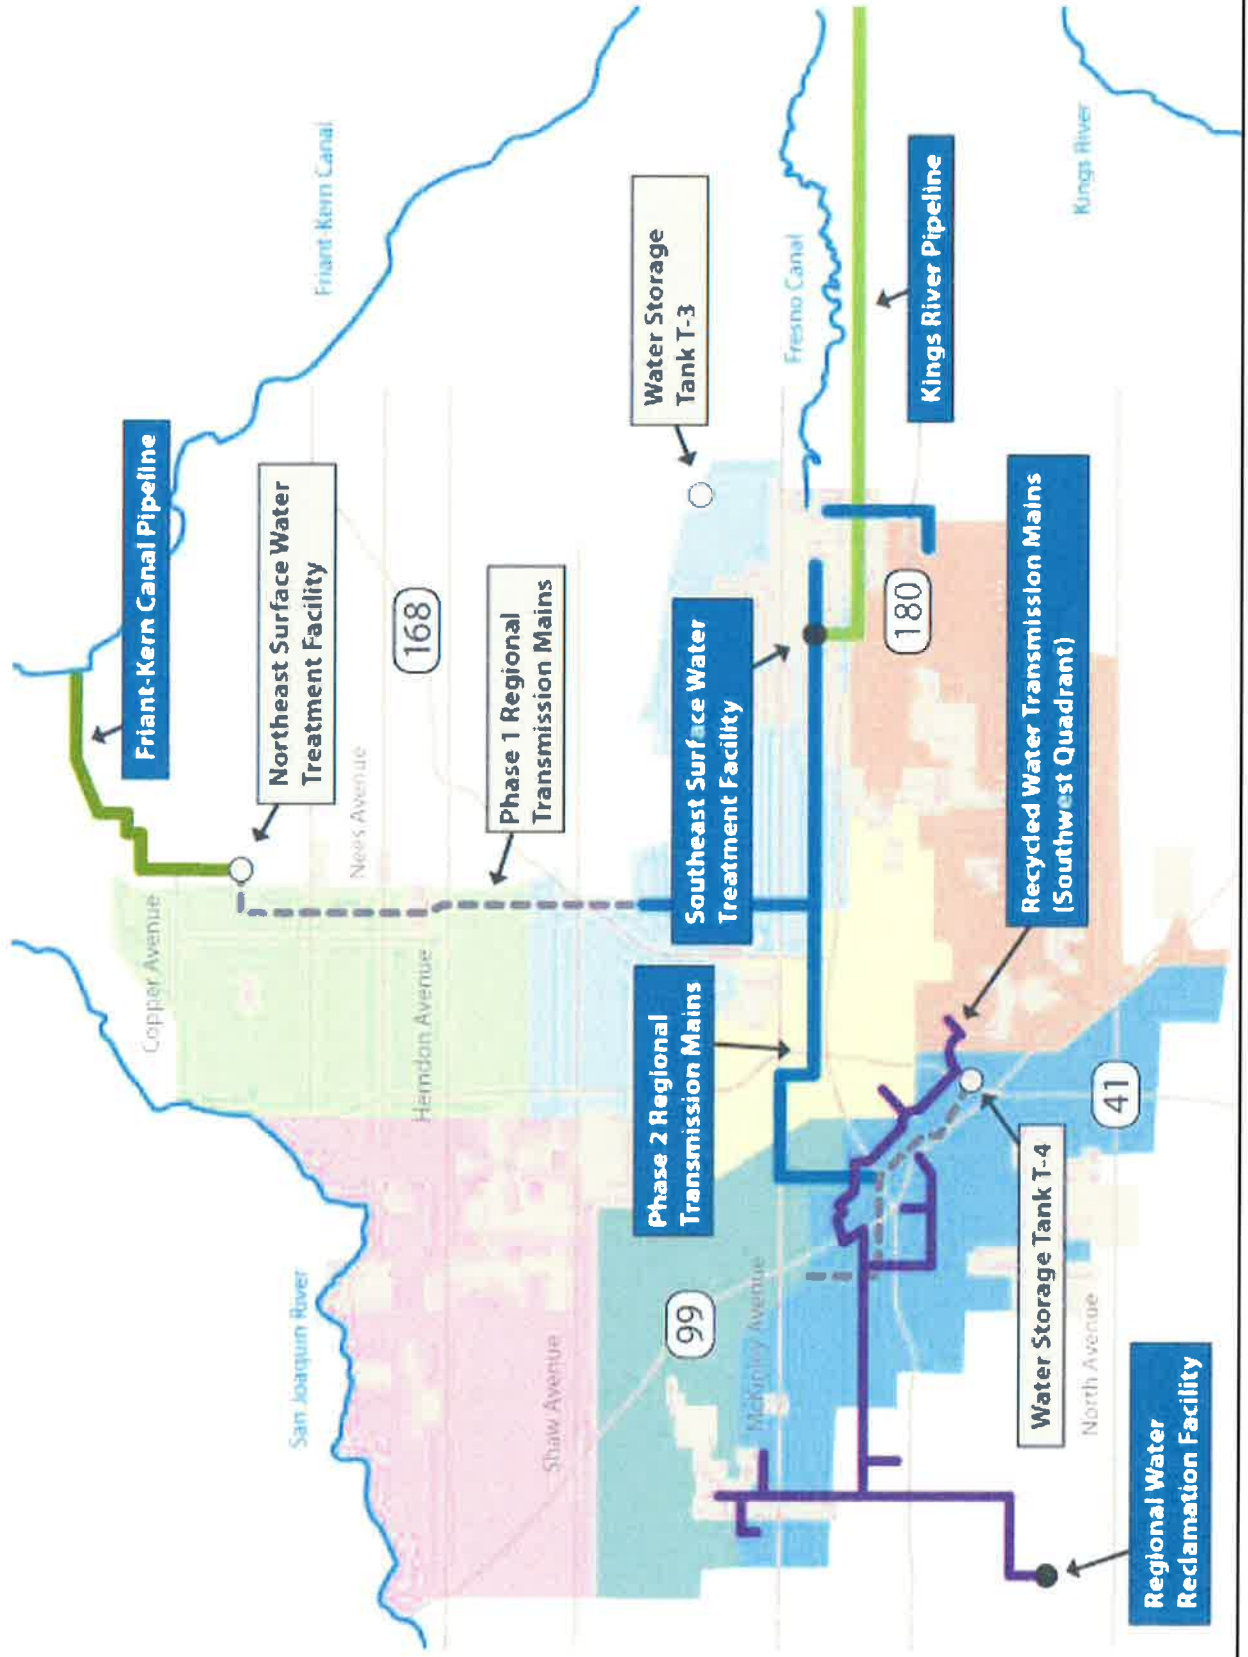 Friant-Kern Canal Pipeline
Friant-Kern Canal
Northeast Surface Water
Treatment Facility
Copper Avenue
168
Nees Avenue
Phase 1 Regional
Transmission Mains
Herndon Avenue
San Joaquin River
Shaw Avenue
Water Storage
Tank T-3
Fresno Canal
Southeast Surface Water
Treatment Facility
Phase 2 Regional
Transmission Mains
99
McKinley Avenue
180
Kings River Pipeline
Kings River
Recycled Water Transmission Mains
(Southwest Quadrant)
41
Water Storage Tank T-4
North Avenue
Regional Water
Reclamation Facility